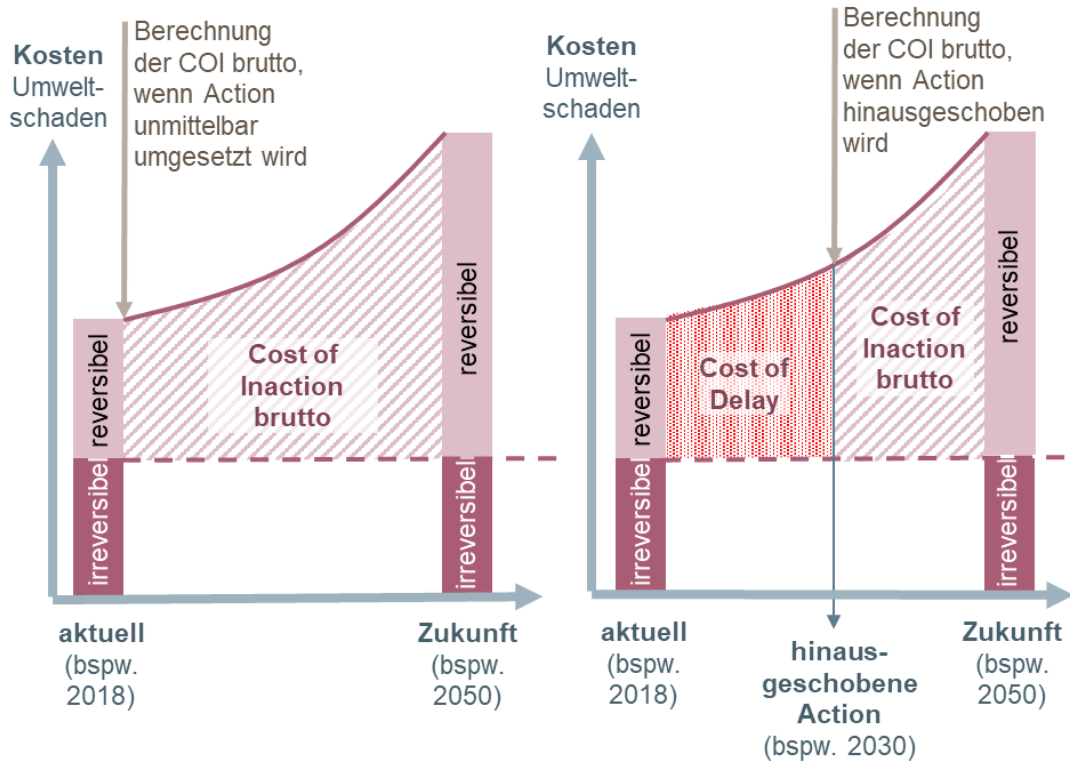 Kosten
Umwelt-
schaden
Berechnung
der COI brutto,
wenn Action
unmittelbar
umgesetzt wird
reversibel
irreversibel
Cost of
Inaction
brutto
reversibel
irreversibel
aktuell
(bspw.
2018)
Zukunft
(bspw.
2050)
Kosten
Umwelt-
schaden
Berechnung
der COI brutto,
wenn Action
hinausgeschoben
wird
reversibel
irreversibel
Cost of
Delay
Cost of
Inaction
brutto
reversibel
irreversibel
aktuell
(bspw.
2018)
hinaus-
geschobene
Action
(bspw. 2030)
Zukunft
(bspw.
2050)